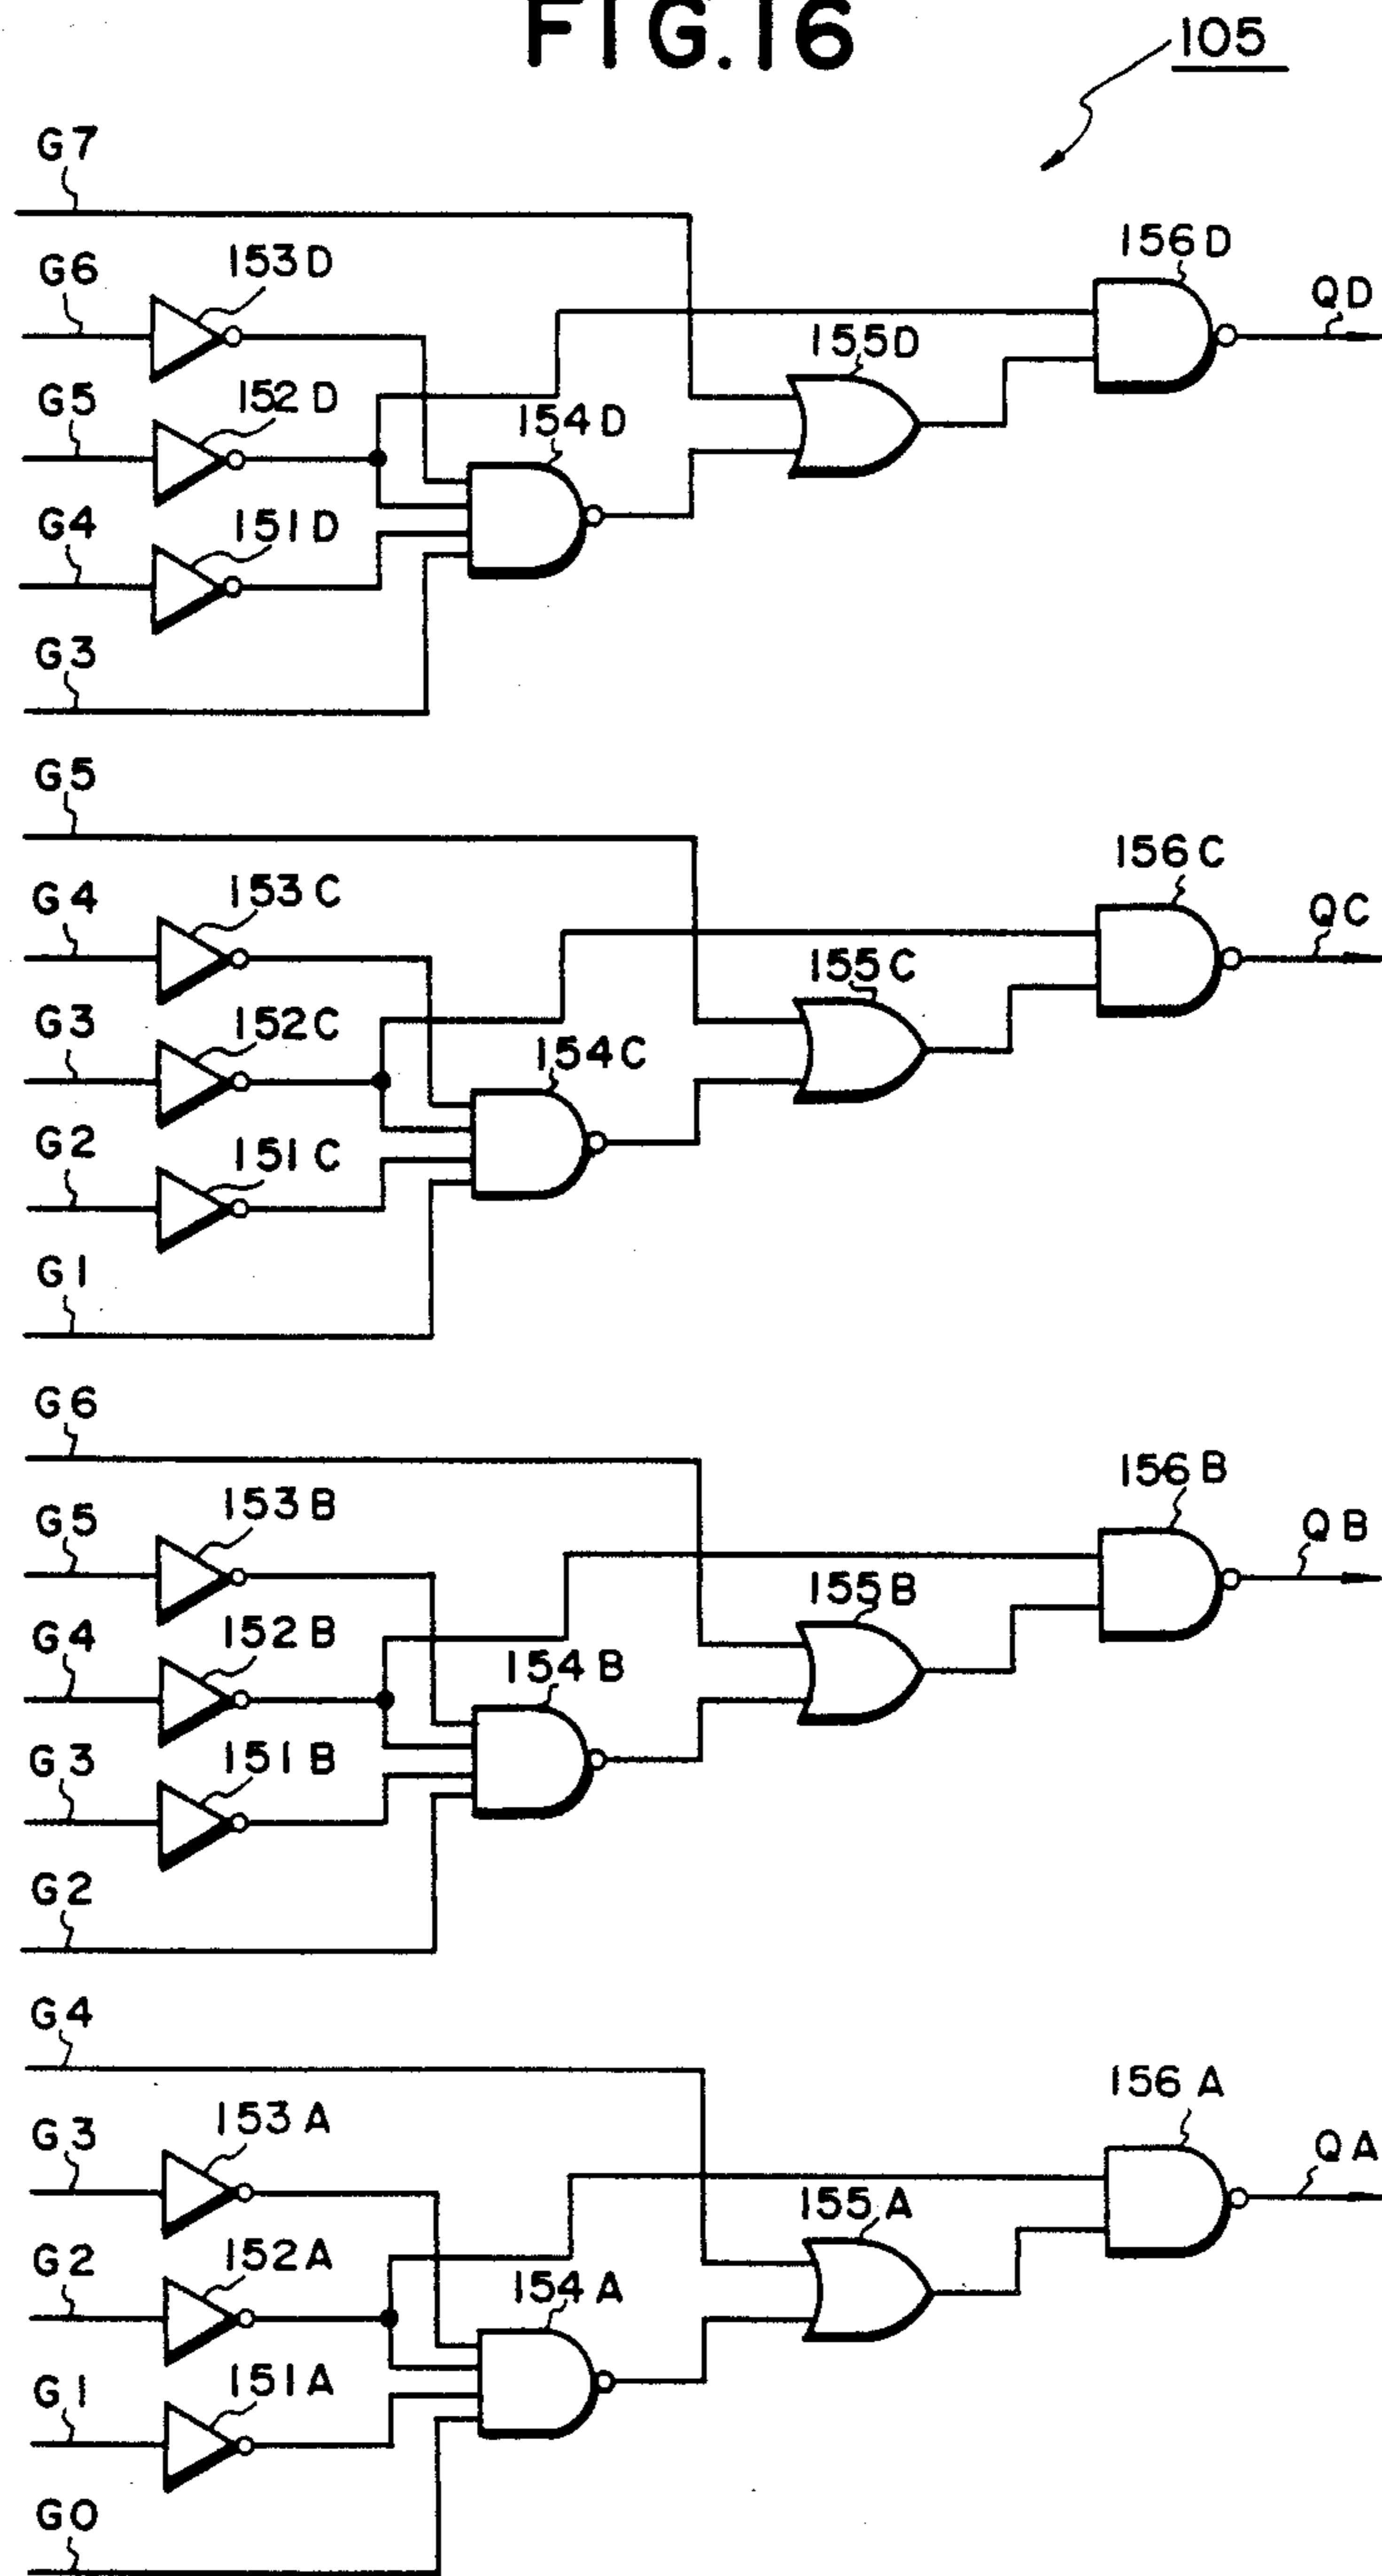 FIG.16
105
G7
G6
153D
156D
QD
G5
152D
155D
154D
G4
151D
G3
G5
156C
G4
153C
QC
155C
G3
152C
154C
G2
151C
G1
G6
156B
G5
153B
QB
155B
G4
152B
154B
G3
151B
G2
G4
156A
G3
153A
QA
155A
G2
152A
154A
G1
151A
G0